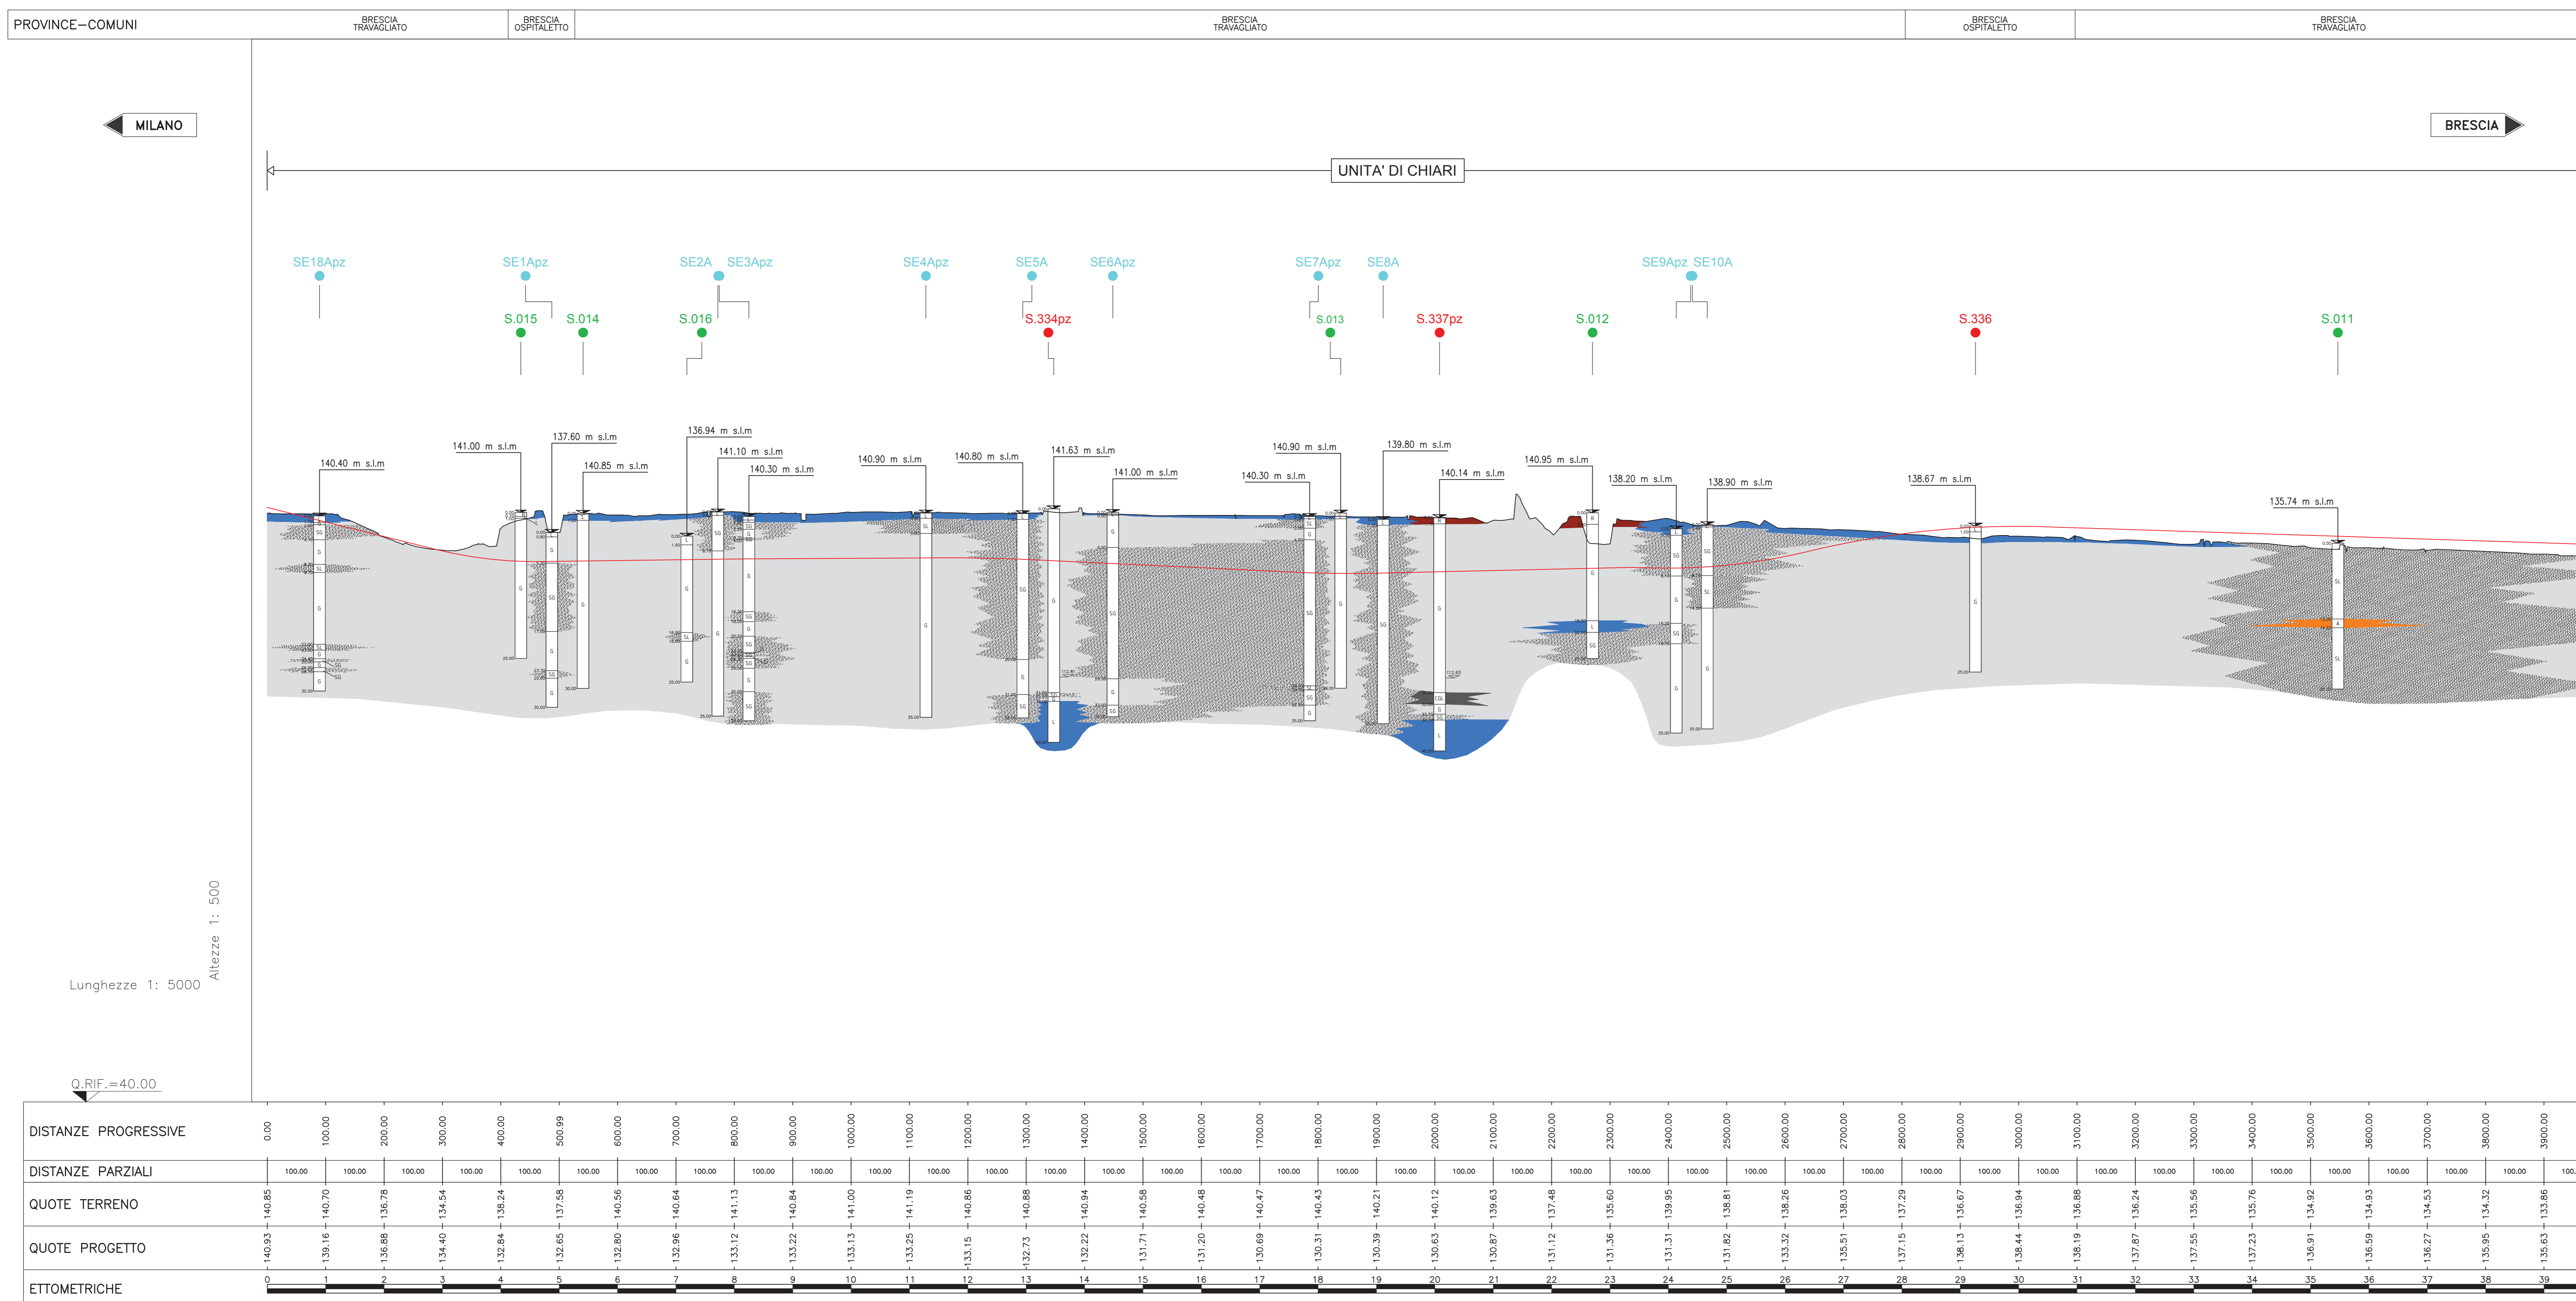 PROVINCE-COMUNI
BRESCIA
TRAVAGLIATO
BRESCIA
OSPITALETTO
BRESCIA
TRAVAGLIATO
BRESCIA
OSPITALETTO
BRESCIA
TRAVAGLIATO
MILANO
BRESCIA
UNITA' DI CHIARI
SE18Apz SE1Apz SE2A SE3Apz SE4Apz SE5A SE6Apz SE7Apz SE8A SE9Apz SE10A
S.015 S.014 S.016 S.334pz S.013 S.337pz S.012 S.336 S.011
140.40 m s.l.m
141.00 m s.l.m
137.60 m s.l.m
140.85 m s.l.m
136.94 m s.l.m
141.10 m s.l.m
140.30 m s.l.m
140.90 m s.l.m
140.80 m s.l.m
141.63 m s.l.m
141.00 m s.l.m
140.30 m s.l.m
140.90 m s.l.m
139.80 m s.l.m
140.14 m s.l.m
140.95 m s.l.m
138.20 m s.l.m
138.90 m s.l.m
138.67 m s.l.m
135.74 m s.l.m
Altezze 1: 500
Lunghezze 1: 5000
Q.RIF.=40.00
DISTANZE PROGRESSIVE 0.00 100.00 200.00 300.00 400.00 500.99 600.00 700.00 800.00 900.00 1000.00 1100.00 1200.00 1300.00 1400.00 1500.00 1600.00 1700.00 1800.00 1900.00 2000.00 2100.00 2200.00 2300.00 2400.00 2500.00 2600.00 2700.00 2800.00 2900.00 3000.00 3100.00 3200.00 3300.00 3400.00 3500.00 3600.00 3700.00 3800.00 3900.00
DISTANZE PARZIALI 100.00 100.00 100.00 100.00 100.00 100.00 100.00 100.00 100.00 100.00 100.00 100.00 100.00 100.00 100.00 100.00 100.00 100.00 100.00 100.00 100.00 100.00 100.00 100.00 100.00 100.00 100.00 100.00 100.00 100.00 100.00 100.00 100.00 100.00 100.00 100.00 100.00 100.00 100.00 100.
QUOTE TERRENO 140.85 140.70 136.78 134.54 138.24 137.58 140.56 140.64 141.13 140.84 141.00 141.19 140.86 140.88 140.94 140.58 140.48 140.47 140.43 140.21 140.12 139.63 137.48 135.60 139.95 138.81 138.26 138.03 137.29 136.67 136.94 136.88 136.24 135.56 135.76 134.92 134.93 134.53 134.32 133.86
QUOTE PROGETTO 140.93 139.16 136.88 134.40 132.84 132.65 132.80 132.96 133.12 133.22 133.13 133.25 133.15 132.73 132.22 131.71 131.20 130.69 130.31 130.39 130.63 130.87 131.12 131.36 131.31 131.82 133.32 135.51 137.15 138.13 138.44 138.19 137.87 137.55 137.23 136.91 136.59 136.27 135.95 135.63
ETTOMETRICHE 0 1 2 3 4 5 6 7 8 9 10 11 12 13 14 15 16 17 18 19 20 21 22 23 24 25 26 27 28 29 30 31 32 33 34 35 36 37 38 39